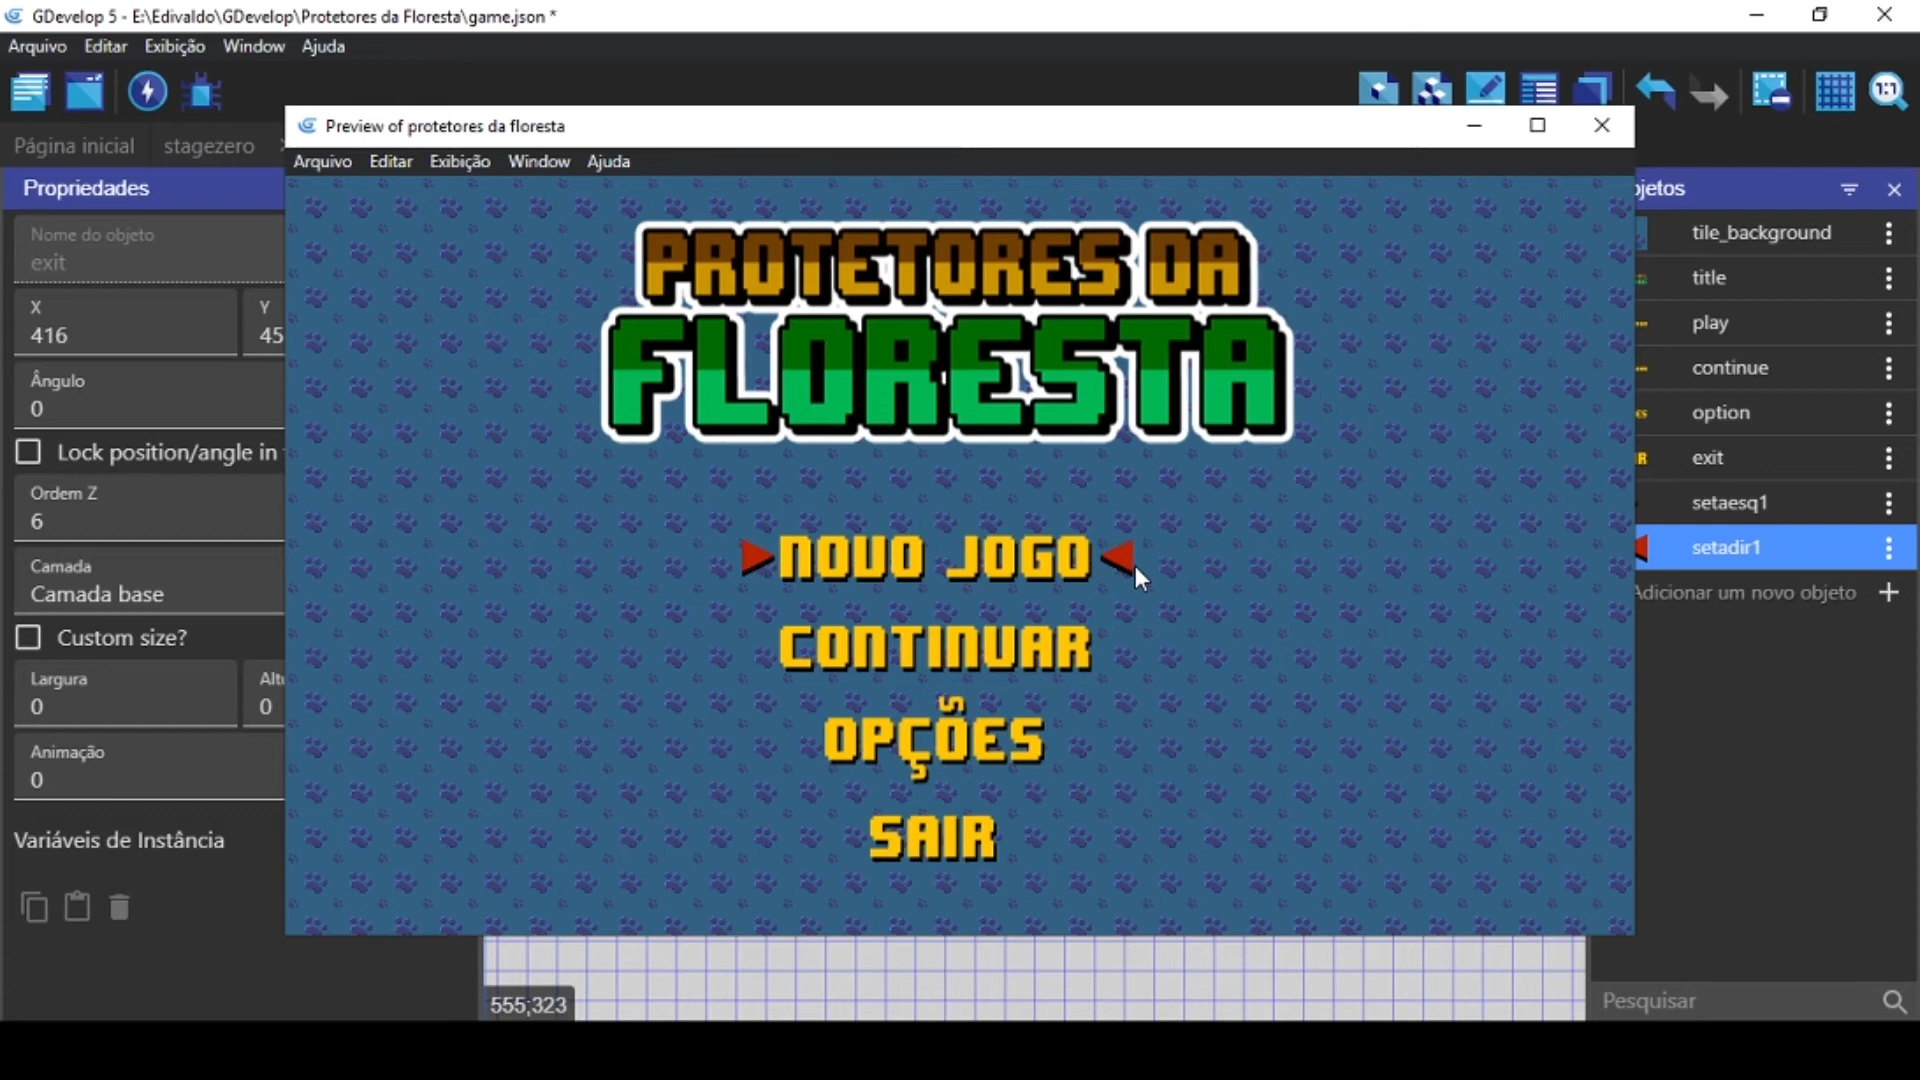 GDevelop 5 - E:\Edivaldo\GDevelop\Protetores da Floresta\game.json *
Arquivo Editar Exibição Window Ajuda
1:1
Página inicial stagezero
Preview of protetores da floresta
Arquivo Editar Exibição Window Ajuda
Propriedades
Nome do objeto
exit
X
416
Y
45
Ângulo
0
Lock position/angle in
Ordem Z
6
Camada
Camada base
Custom size?
Largura
0
Altu
0
Animação
0
Variáveis de Instância
PROTETORES DA
FLORESTA
NOVO JOGO
CONTINUAR
OPÇÕES
SAIR
555;323
bjetos
tile_background
title
play
continue
option
exit
setaesq1
setadir1
Adicionar um novo objeto
Pesquisar